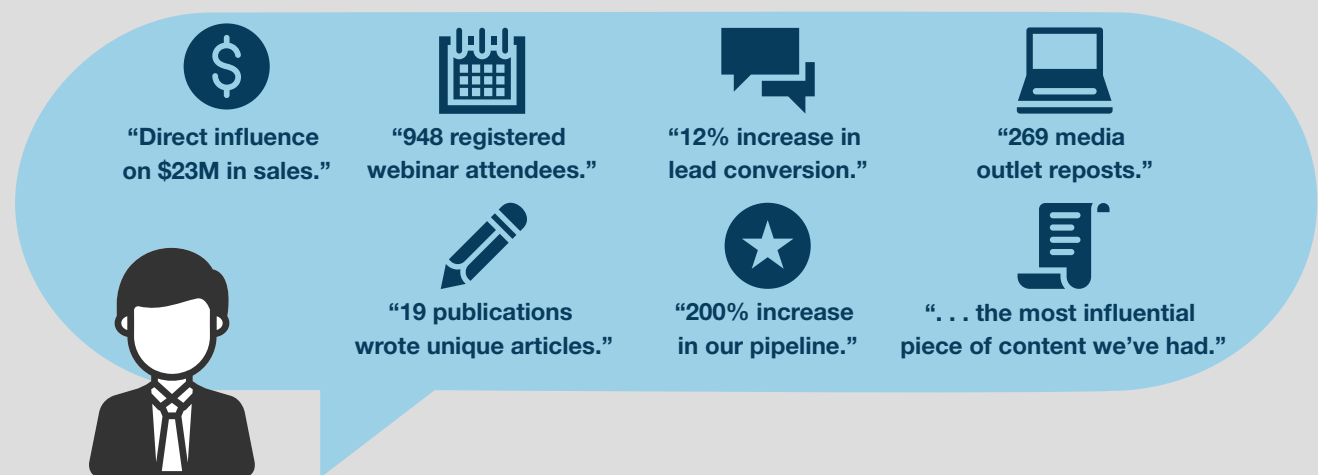 “Direct influence
on $23M in sales.”
“948 registered
webinar attendees.”
“12% increase in
lead conversion.”
“269 media
outlet reposts.”
“19 publications
wrote unique articles.”
“200% increase
in our pipeline.”
“. . . the most influential
piece of content we’ve had.”